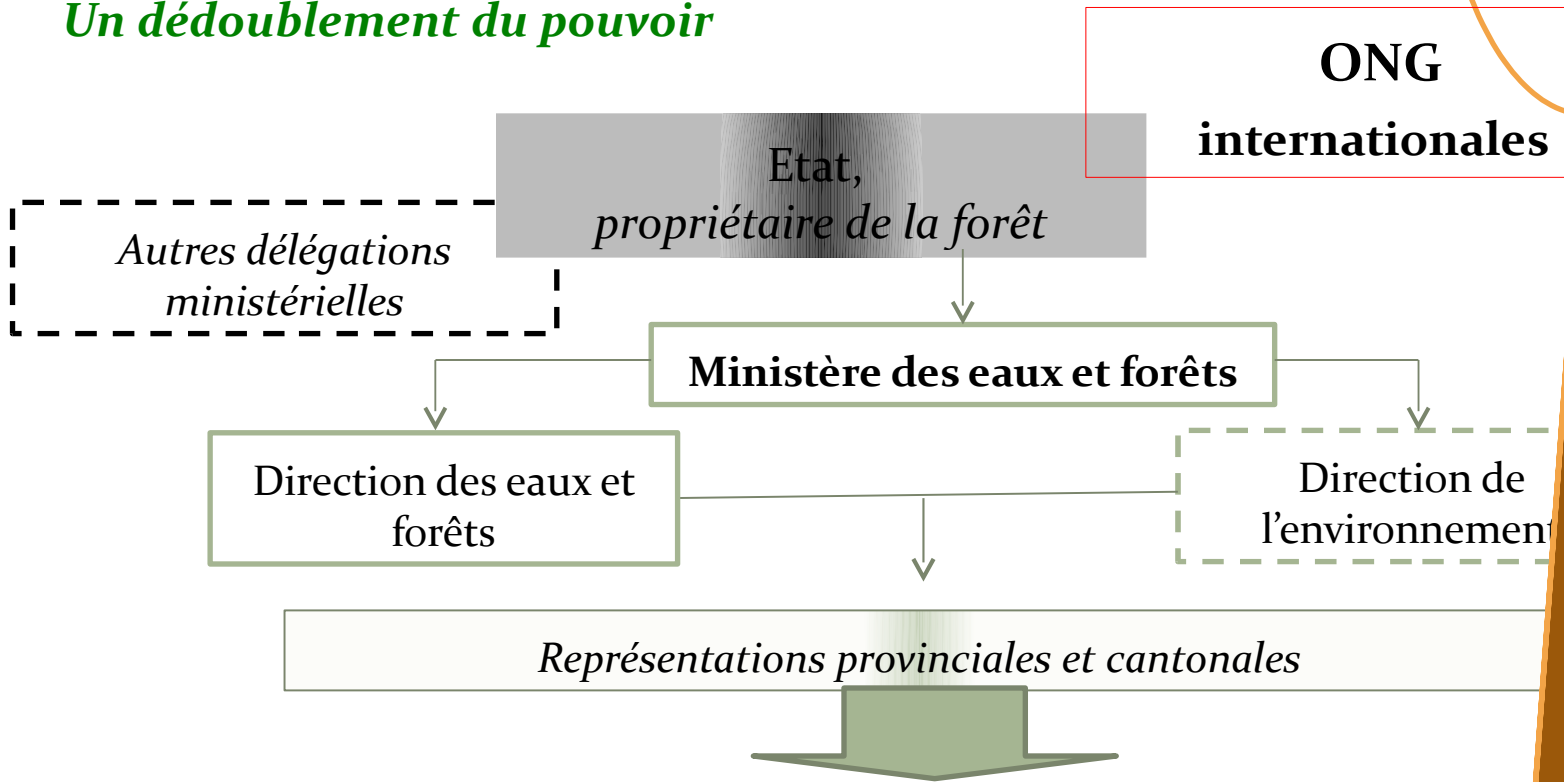 Un dédoublement du pouvoir
ONG
internationales
Etat,
propriétaire de la forêt
Autres délégations
ministérielles
Ministère des eaux et forêts
Direction des eaux et
forêts
Direction de
l’environnement
Représentations provinciales et cantonales